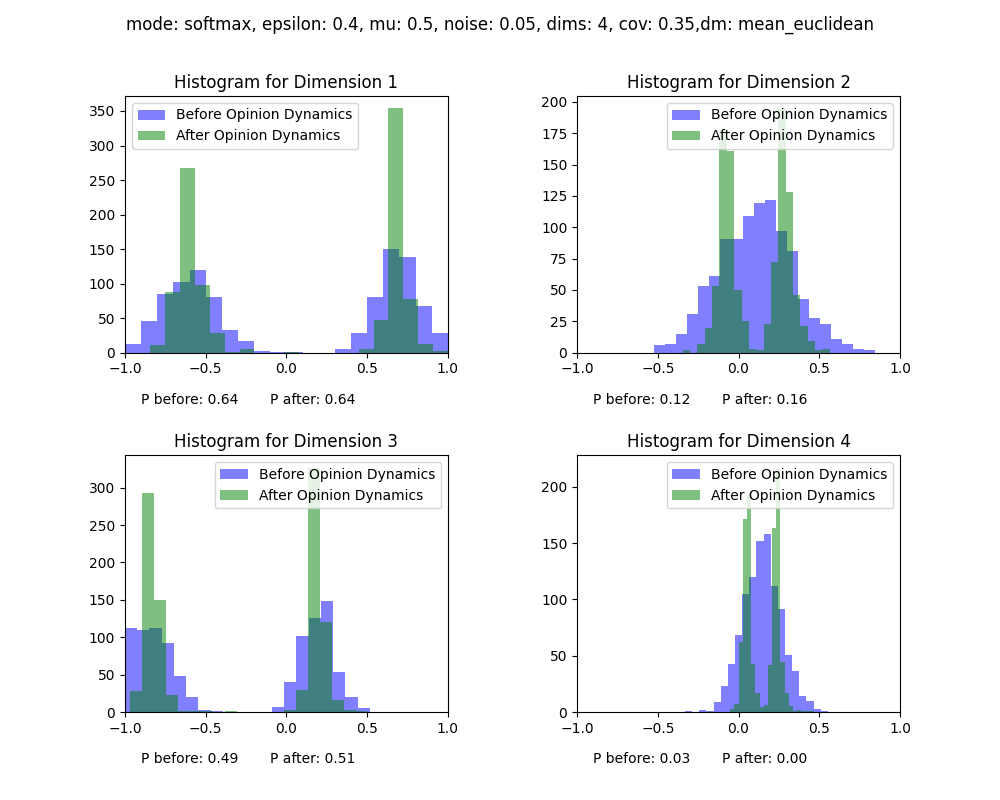 mode: softmax, epsilon: 0.4, mu: 0.5, noise: 0.05, dims: 4, cov: 0.35,dm: mean_euclidean
Histogram for Dimension 1
Before Opinion Dynamics
After Opinion Dynamics
350
300
250
200
150
100
50
0
−1.0 −0.5 0.0 0.5 1.0
P before: 0.64 P after: 0.64
Histogram for Dimension 2
Before Opinion Dynamics
After Opinion Dynamics
200
175
150
125
100
75
50
25
0
−1.0 −0.5 0.0 0.5 1.0
P before: 0.12 P after: 0.16
Histogram for Dimension 3
Before Opinion Dynamics
After Opinion Dynamics
300
250
200
150
100
50
0
−1.0 −0.5 0.0 0.5 1.0
P before: 0.49 P after: 0.51
Histogram for Dimension 4
Before Opinion Dynamics
After Opinion Dynamics
200
150
100
50
0
−1.0 −0.5 0.0 0.5 1.0
P before: 0.03 P after: 0.00